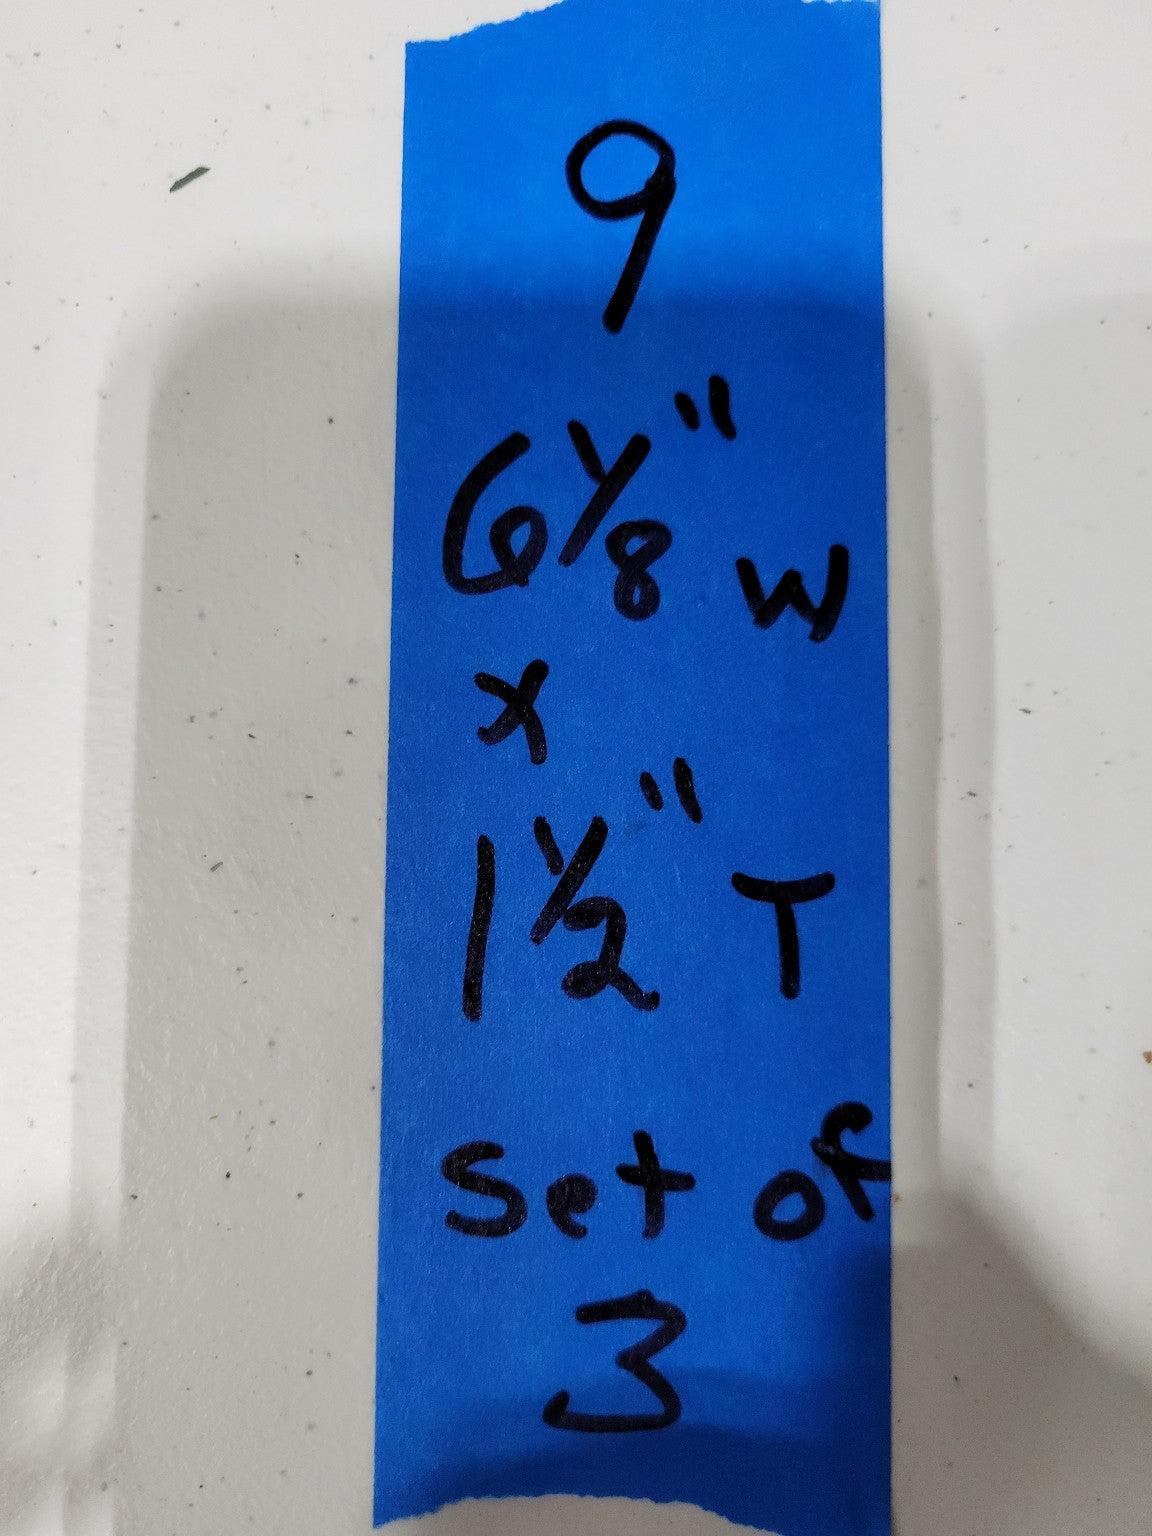 9
6 1/8" W
x
1 1/2" T
Set of
3